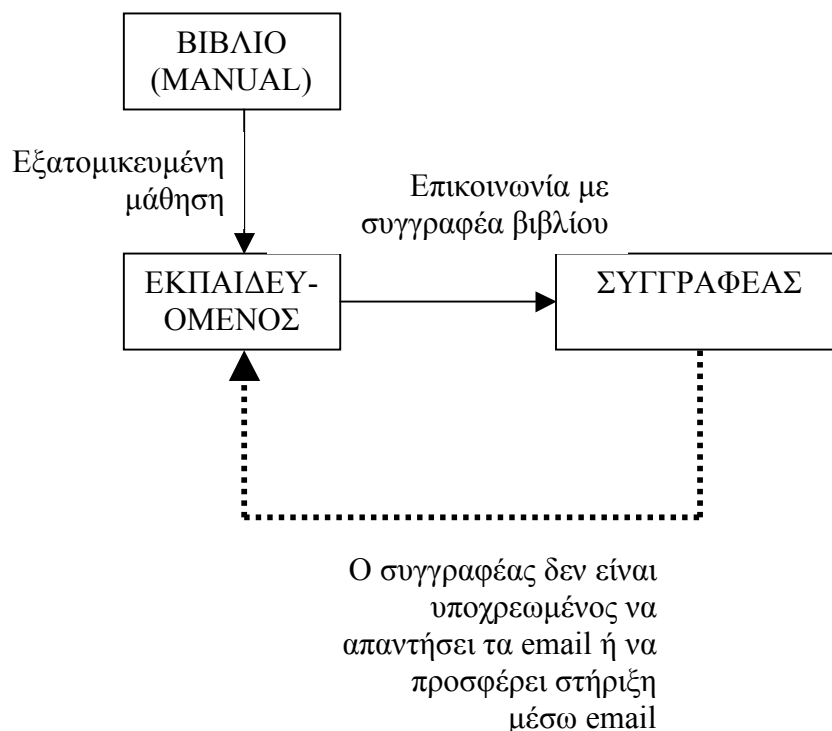 ΒΙΒΛΙΟ
(MANUAL)
Εξατομικευμένη
μάθηση
Επικοινωνία με
συγγραφέα βιβλίου
ΕΚΠΑΙΔΕΥ-
ΟΜΕΝΟΣ
ΣΥΓΓΡΑΦΕΑΣ
Ο συγγραφέας δεν είναι
υποχρεωμένος να
απαντήσει τα email ή να
προσφέρει στήριξη
μέσω email